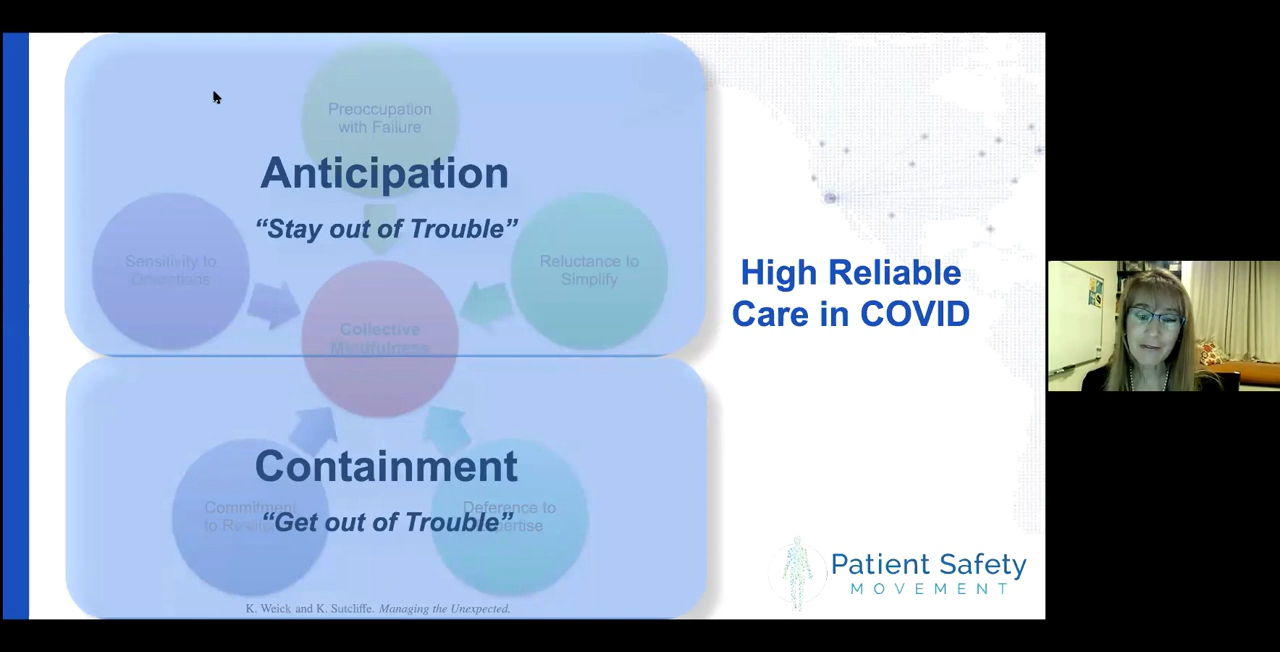 Preoccupation
with Failure
Anticipation
“Stay out of Trouble”
Sensitivity to
Operations
Reluctance to
Simplify
Collective
Mindfulness
High Reliable
Care in COVID
Containment
Commitment
to
Deference to
“Get out of Trouble”
K. Weick and K. Sutcliffe. Managing the Unexpected.
Patient Safety
MOVEMENT